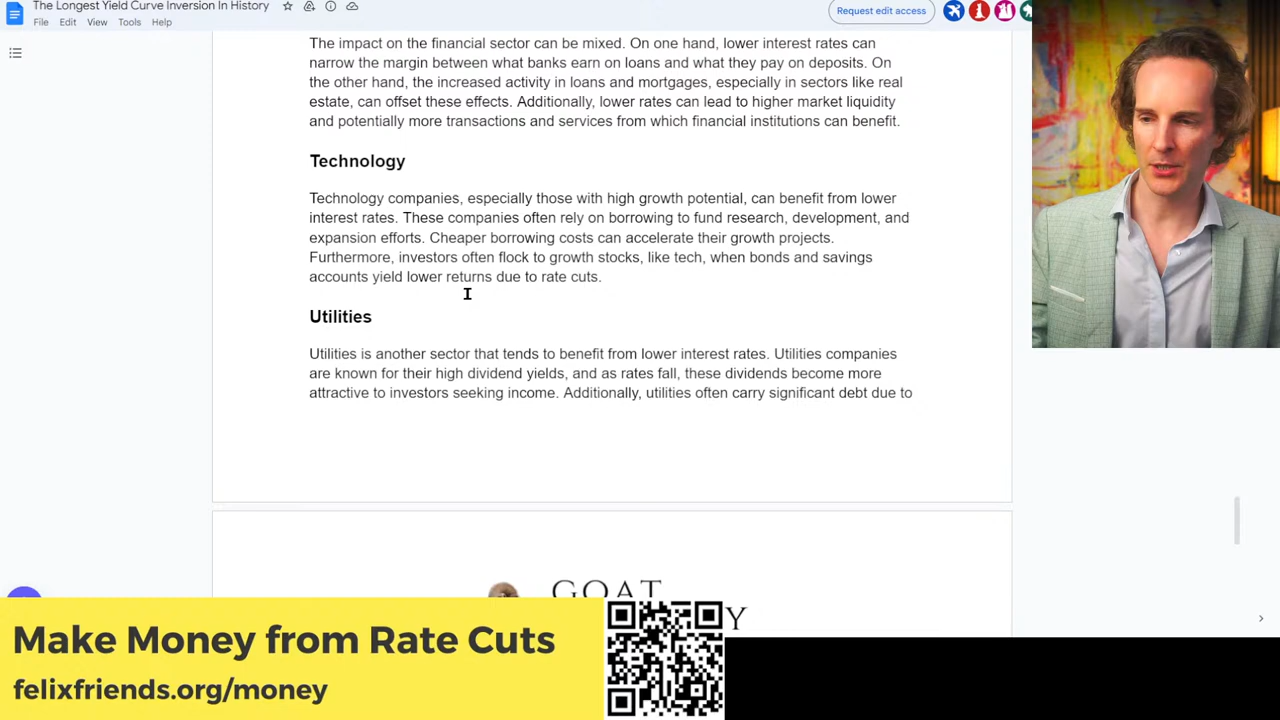 The Longest Yield Curve Inversion In History
File Edit View Tools Help
Request edit access
The impact on the financial sector can be mixed. On one hand, lower interest rates can
narrow the margin between what banks earn on loans and what they pay on deposits. On
the other hand, the increased activity in loans and mortgages, especially in sectors like real
estate, can offset these effects. Additionally, lower rates can lead to higher market liquidity
and potentially more transactions and services from which financial institutions can benefit.
Technology
Technology companies, especially those with high growth potential, can benefit from lower
interest rates. These companies often rely on borrowing to fund research, development, and
expansion efforts. Cheaper borrowing costs can accelerate their growth projects.
Furthermore, investors often flock to growth stocks, like tech, when bonds and savings
accounts yield lower returns due to rate cuts.
Utilities
Utilities is another sector that tends to benefit from lower interest rates. Utilities companies
are known for their high dividend yields, and as rates fall, these dividends become more
attractive to investors seeking income. Additionally, utilities often carry significant debt due to
GOAT
Y
Make Money from Rate Cuts
felixfriends.org/money